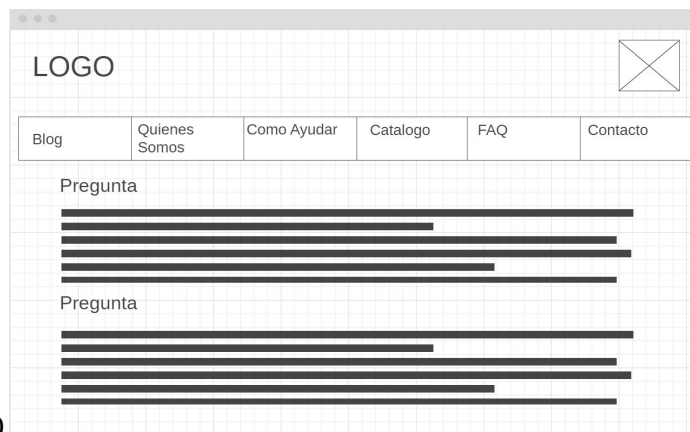 LOGO
Blog
Quienes
Somos
Como Ayudar
Catalogo
FAQ
Contacto
Pregunta
Pregunta